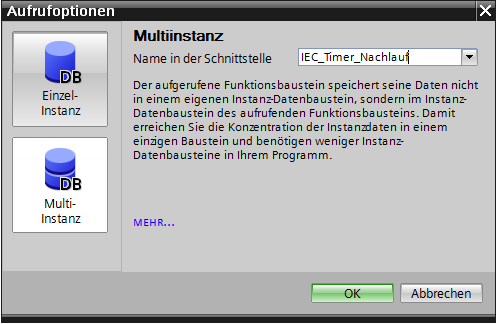 Aufrufoptionen
Multiinstanz
Name in der Schnittstelle
IEC_Timer_Nachlauf
DB
Einzel-
Instanz
Der aufgerufene Funktionsbaustein speichert seine Daten nicht
in einem eigenen Instanz-Datenbaustein, sondern im Instanz-
Datenbaustein des aufrufenden Funktionsbausteins. Damit
erreichen Sie die Konzentration der Instanzdaten in einem
einzigen Baustein und benötigen weniger Instanz-
Datenbausteine in Ihrem Programm.
DB
Multi-
Instanz
MEHR...
OK
Abbrechen